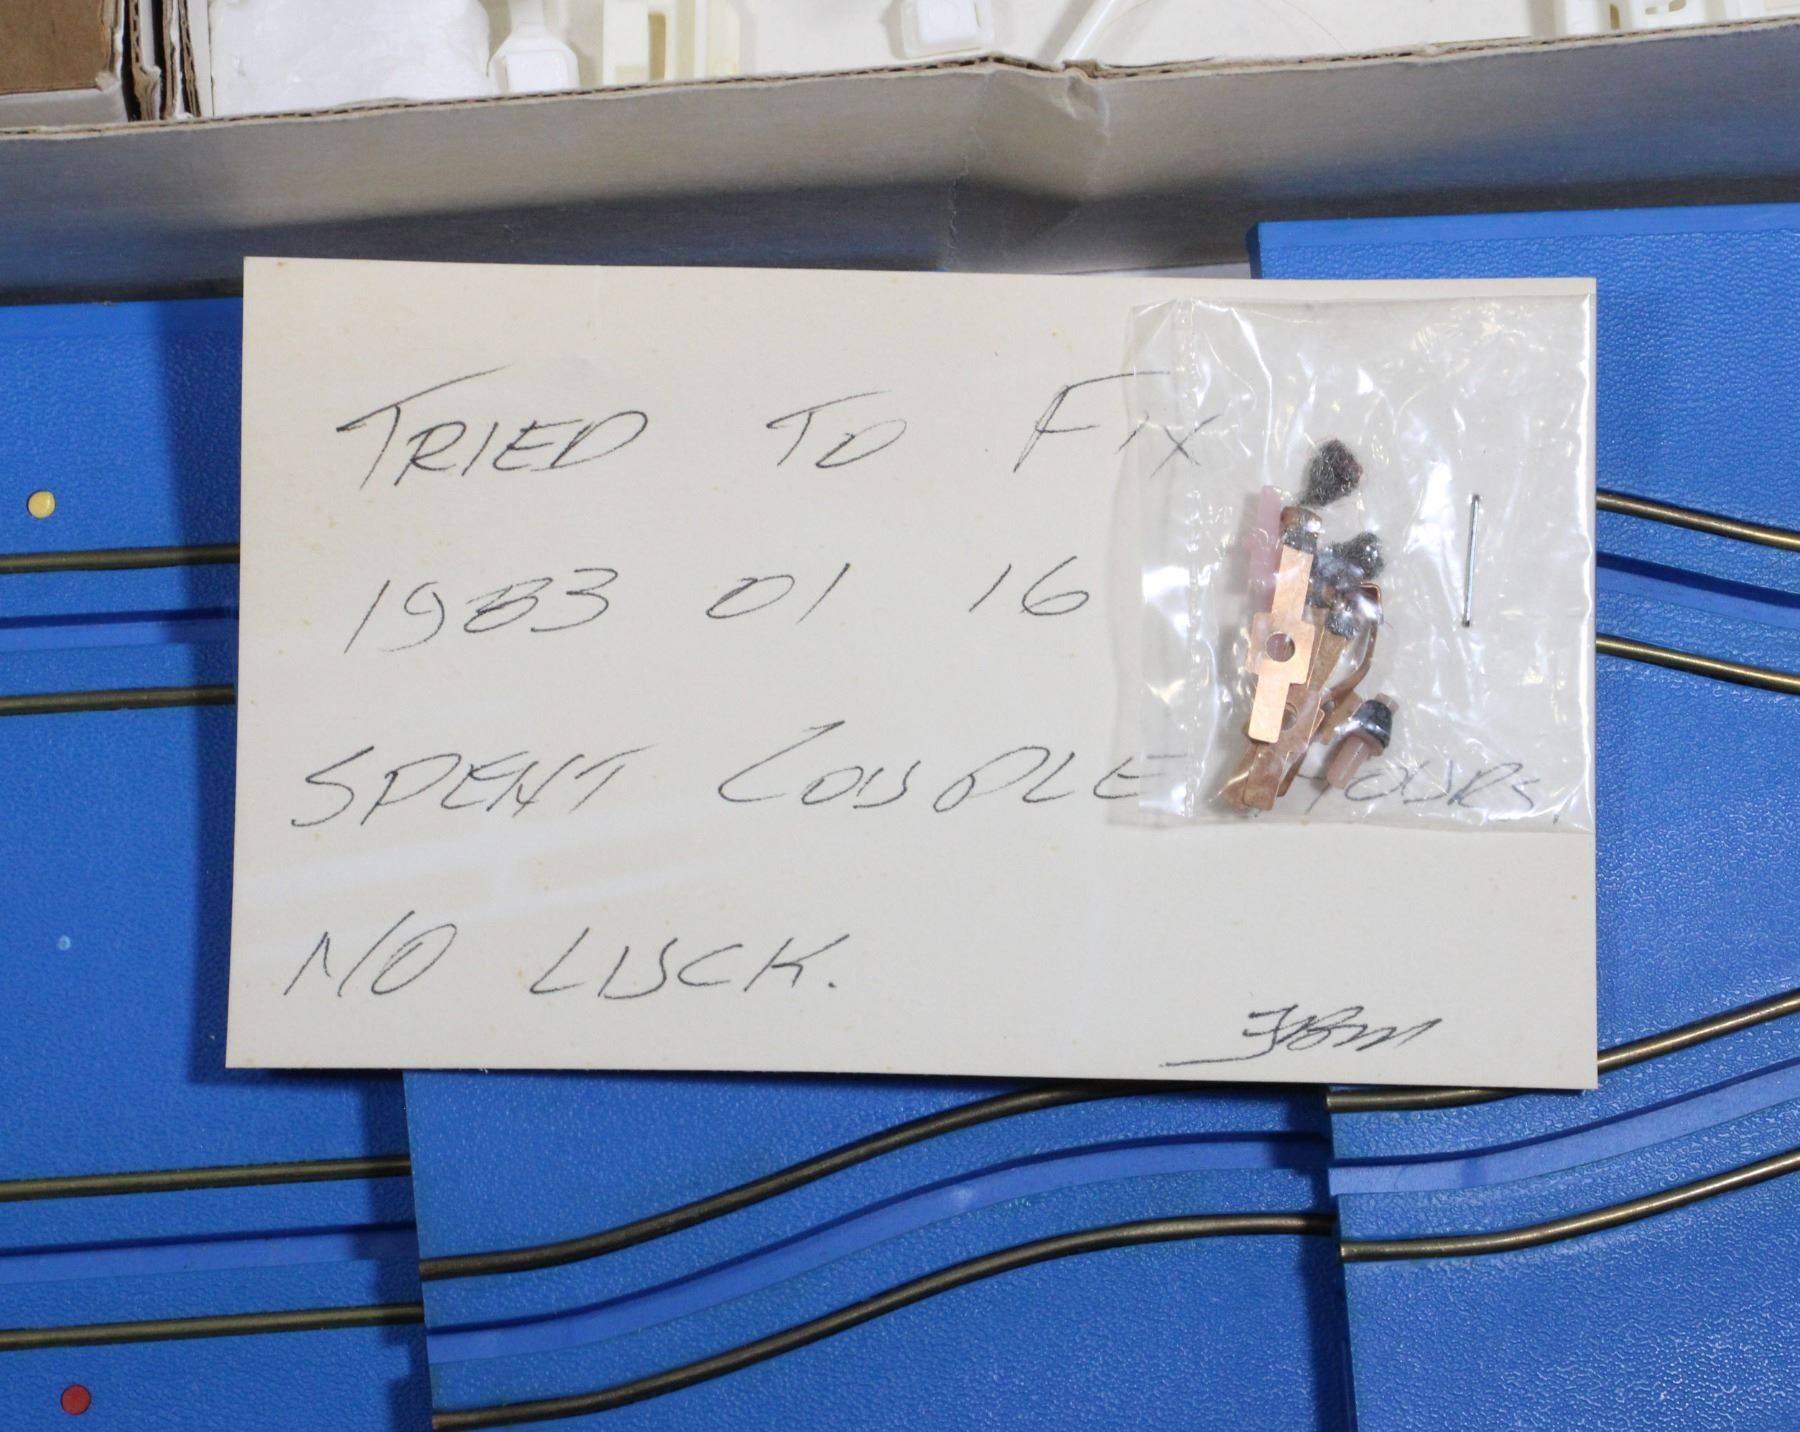 TRIED TO FIX
1983 01 16
SPENT COUPLE HOURS,
NO LUCK.